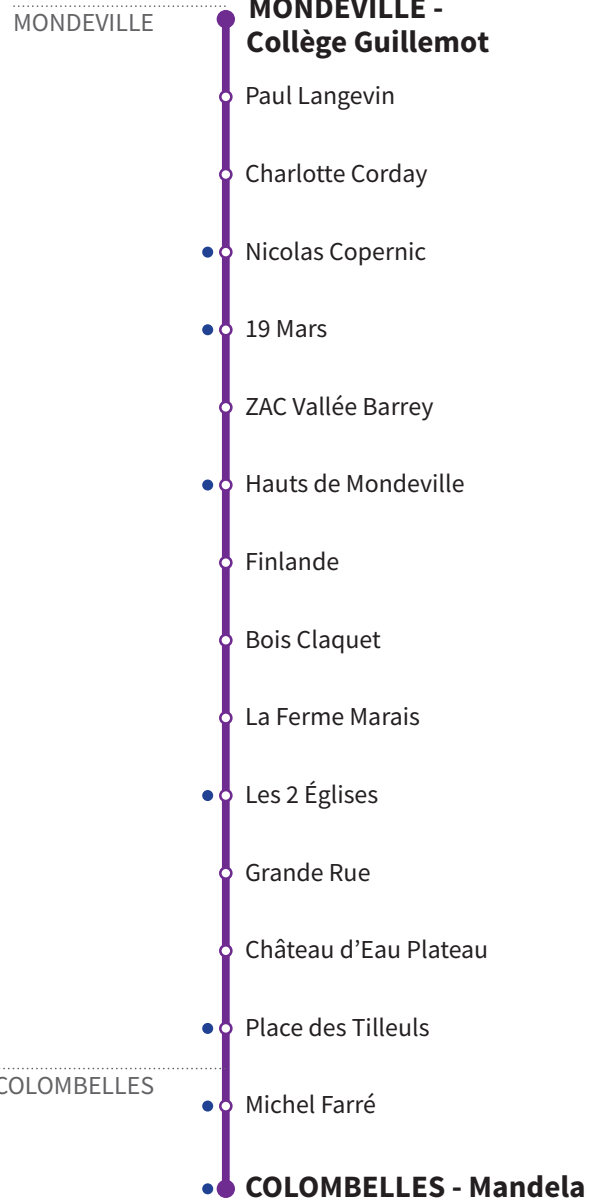 MONDEVILLE
MONDEVILLE -
Collège Guillemot
Paul Langevin
Charlotte Corday
Nicolas Copernic
19 Mars
ZAC Vallée Barrey
Hauts de Mondeville
Finlande
Bois Claquet
La Ferme Marais
Les 2 Églises
Grande Rue
Château d’Eau Plateau
Place des Tilleuls
COLOMBELLES
Michel Farré
COLOMBELLES - Mandela